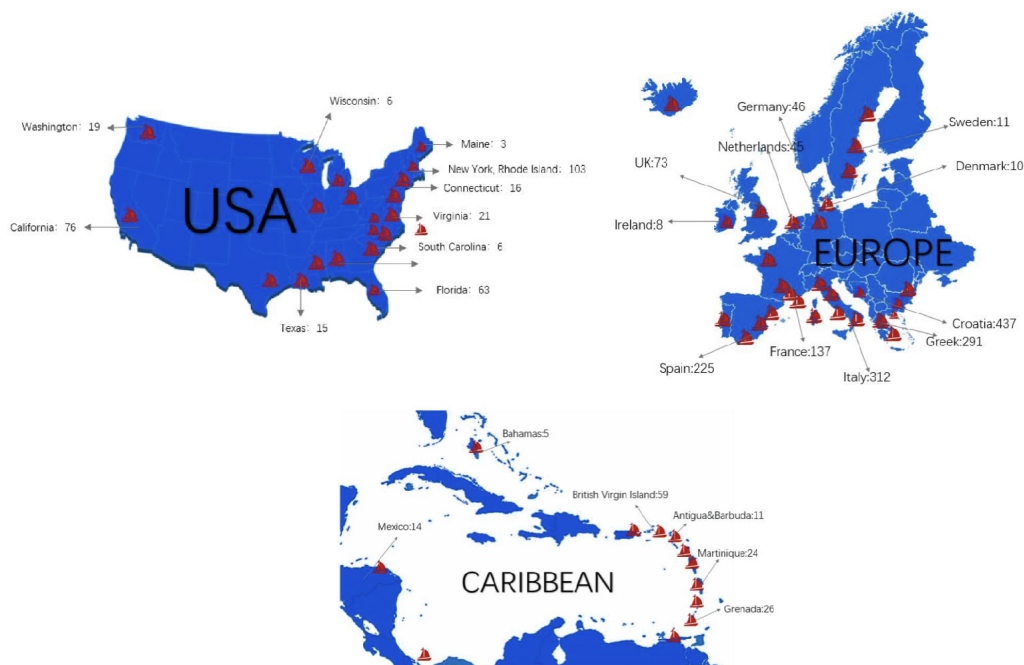 Wisconsin: 6
Washington: 19
Maine: 3
New York, Rhode Island: 103
Connecticut: 16
USA
Virginia: 21
California: 76
South Carolina: 6
Florida: 63
Texas: 15
Germany:46
Sweden:11
Netherlands:45
UK:73
Denmark:10
Ireland:8
EUROPE
Croatia:437
Greek:291
France:137
Spain:225
Italy:312
Bahamas:5
British Virgin Island:59
Antigua&Barbuda:11
Mexico:14
Martinique:24
CARIBBEAN
Grenada:26